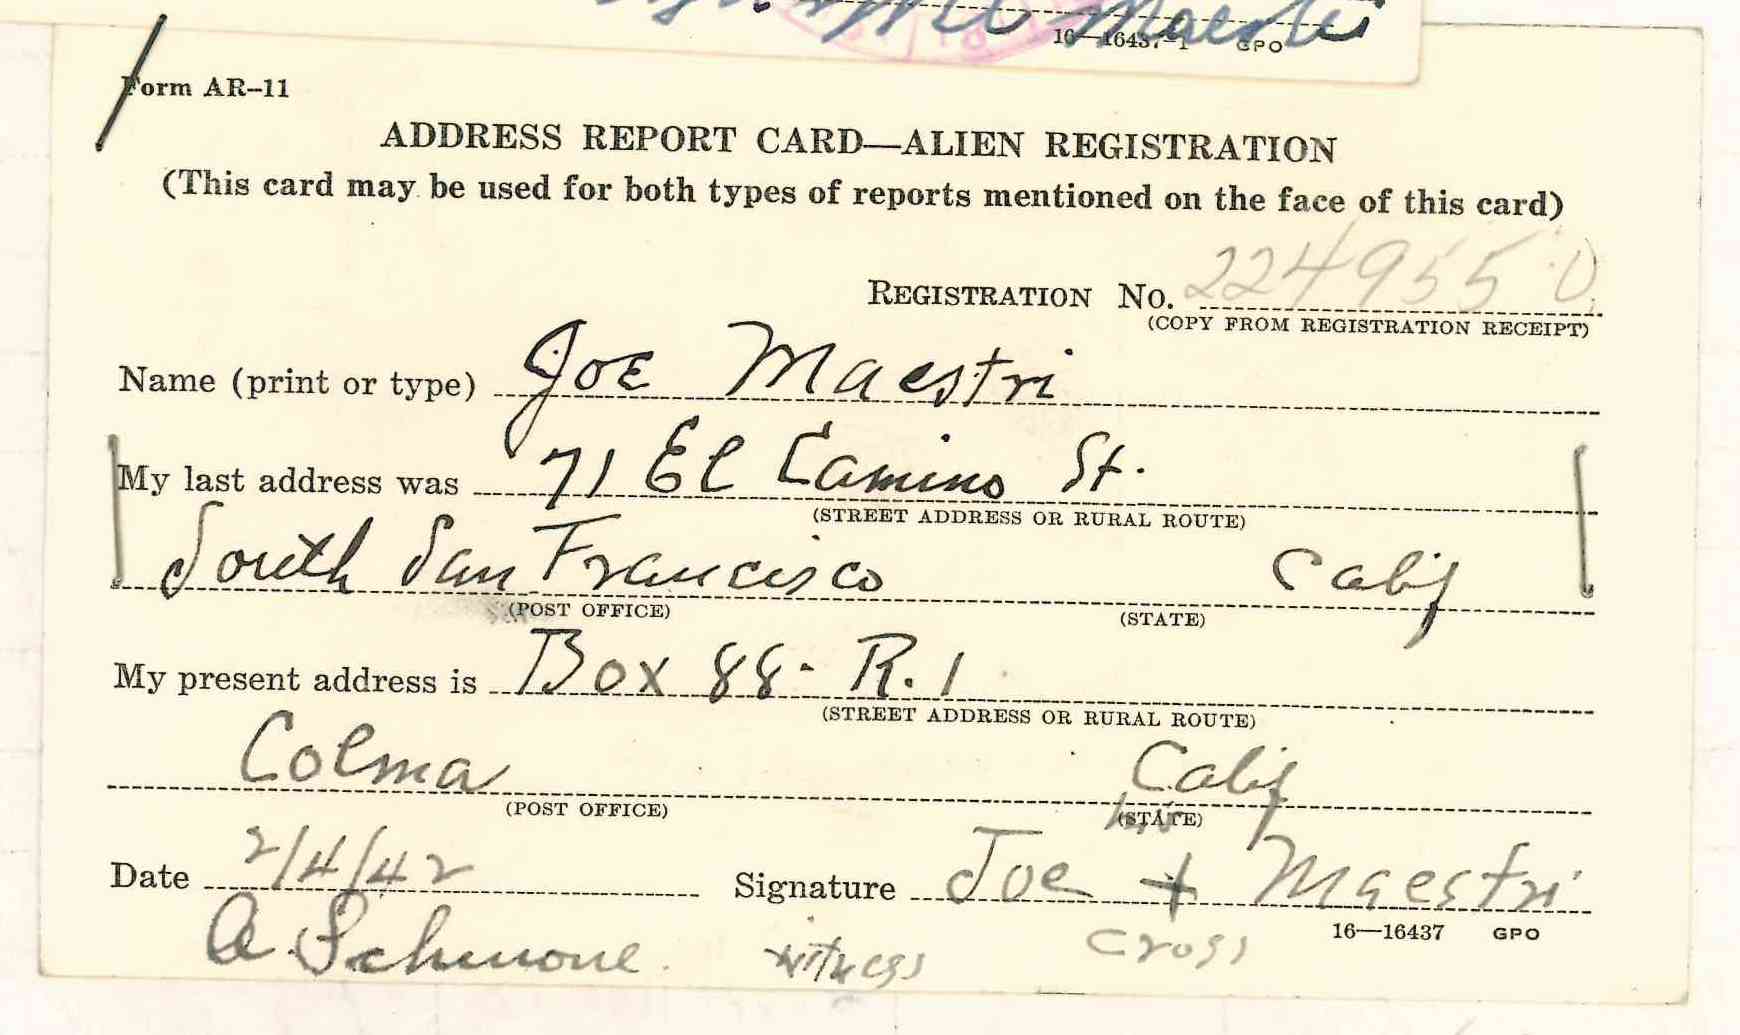 Maestri
16—16437-1 GPO
Form AR–11
ADDRESS REPORT CARD—ALIEN REGISTRATION
(This card may be used for both types of reports mentioned on the face of this card)
REGISTRATION No. 2249550
(COPY FROM REGISTRATION RECEIPT)
Name (print or type) Joe Maestri
My last address was 71 El Camino St.
(STREET ADDRESS OR RURAL ROUTE)
South San Francisco Calif
(POST OFFICE) (STATE)
My present address is Box 88- R. 1
(STREET ADDRESS OR RURAL ROUTE)
Colma Calif
(POST OFFICE) (STATE)
his
Date 2/4/42 Signature Joe + Maestri
cross
16—16437 GPO
A. Schmone witness